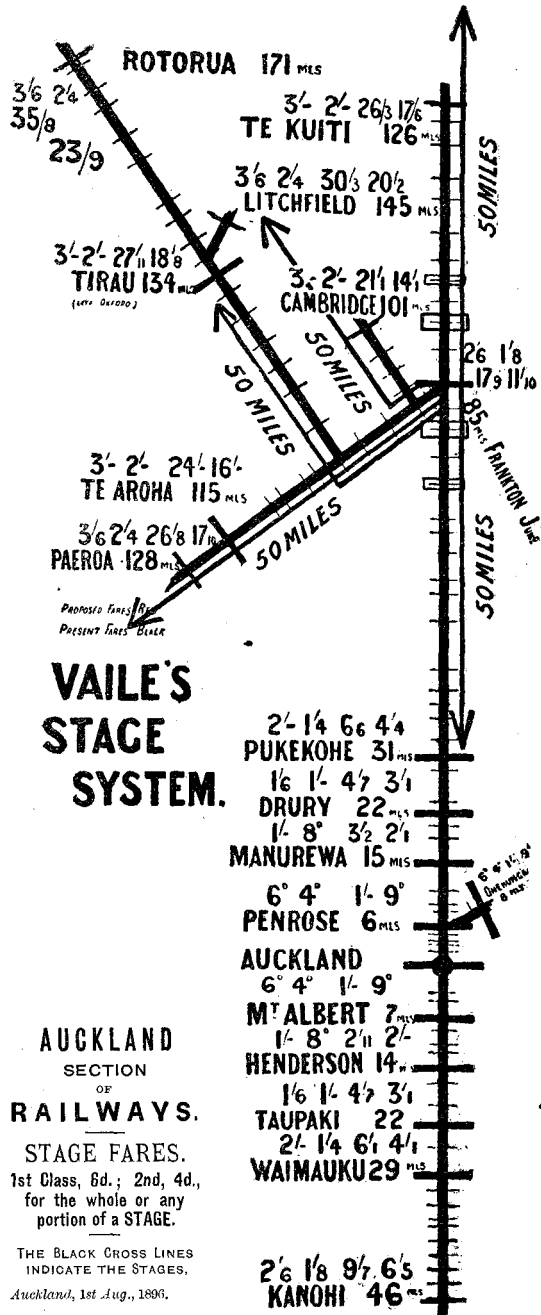 ROTORUA 171 MLS
3'6 2'4
35/8
23/9
3'- 2'- 26/3 17/6
TE KUITI 126 MLS
50 MILES
3'6 2'4 30/3 20/2
LITCHFIELD 145 MLS
3'- 2'- 27/11 18/8
TIRAU 134 MLS
3'- 2'- 21/1 14/1
CAMBRIDGE 101 MLS
2'6 1'8
17/9 11/10
85 MLS FRANKTON JUNC
50 MILES
50 MILES
3'- 2'- 24'- 16'-
TE AROHA 115 MLS
3/6 2'4 26/8 17/10
PAEROA 128 MLS
50 MILES
50 MILES
PROPOSED FARES RED
PRESENT FARES BLACK
VAILE'S
STAGE
SYSTEM.
2'- 1'4 6/6 4/4
PUKEKOHE 31 MLS
1'6 1'- 4/7 3/1
DRURY 22 MLS
1'- 8° 3/2 2/1
MANUREWA 15 MLS
6° 4° 1'- 9°
PENROSE 6 MLS
6° 4° 1'- 9°
ONEHUNGA
8 MLS
AUCKLAND
6° 4° 1'- 9°
MT ALBERT 7 MLS
1'- 8° 2'11 2'-
HENDERSON 14
1'6 1'- 4/7 3/1
TAUPAKI 22
2'- 1'4 6/1 4/1
WAIMAUKU 29 MLS
2'6 1'8 9/7 6/5
KANOHI 46 MLS
AUCKLAND
SECTION
OF
RAILWAYS.
STAGE FARES.
1st Class, 6d.; 2nd, 4d.,
for the whole or any
portion of a STAGE.
THE BLACK CROSS LINES
INDICATE THE STAGES,
Auckland, 1st Aug., 1896.